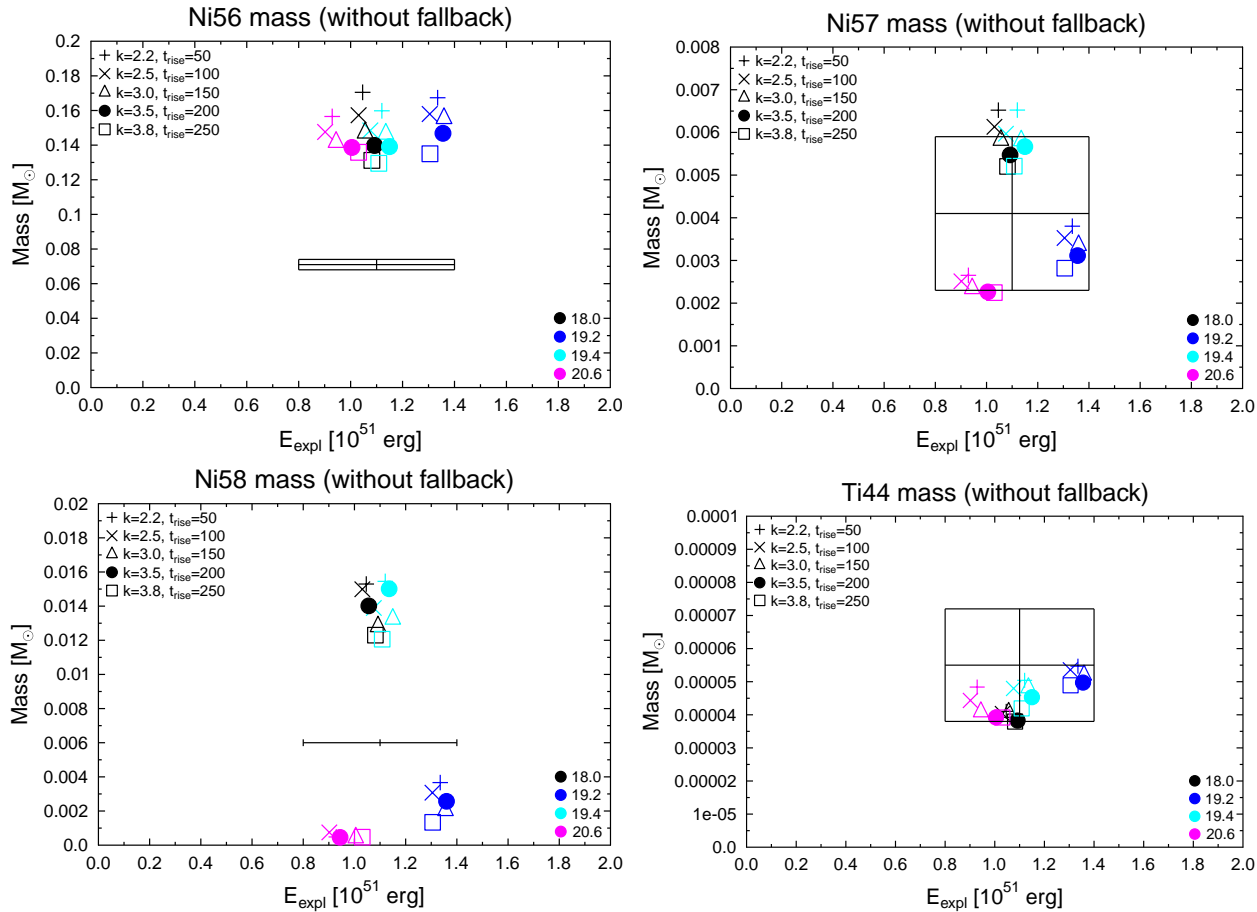 Ni56 mass (without fallback)
0.2
0.18
0.16
0.14
0.12
0.1
0.08
0.06
0.04
0.02
0.0
Mass [M☉]
k=2.2, t_rise=50
k=2.5, t_rise=100
k=3.0, t_rise=150
k=3.5, t_rise=200
k=3.8, t_rise=250
18.0
19.2
19.4
20.6
0.0 0.2 0.4 0.6 0.8 1.0 1.2 1.4 1.6 1.8 2.0
E_expl [10^51 erg]
Ni57 mass (without fallback)
0.008
0.007
0.006
0.005
0.004
0.003
0.002
0.001
0.000
Mass [M☉]
k=2.2, t_rise=50
k=2.5, t_rise=100
k=3.0, t_rise=150
k=3.5, t_rise=200
k=3.8, t_rise=250
18.0
19.2
19.4
20.6
0.0 0.2 0.4 0.6 0.8 1.0 1.2 1.4 1.6 1.8 2.0
E_expl [10^51 erg]
Ni58 mass (without fallback)
0.02
0.018
0.016
0.014
0.012
0.01
0.008
0.006
0.004
0.002
0.0
Mass [M☉]
k=2.2, t_rise=50
k=2.5, t_rise=100
k=3.0, t_rise=150
k=3.5, t_rise=200
k=3.8, t_rise=250
18.0
19.2
19.4
20.6
0.0 0.2 0.4 0.6 0.8 1.0 1.2 1.4 1.6 1.8 2.0
E_expl [10^51 erg]
Ti44 mass (without fallback)
0.0001
0.00009
0.00008
0.00007
0.00006
0.00005
0.00004
0.00003
0.00002
1e-05
0.0
Mass [M☉]
k=2.2, t_rise=50
k=2.5, t_rise=100
k=3.0, t_rise=150
k=3.5, t_rise=200
k=3.8, t_rise=250
18.0
19.2
19.4
20.6
0.0 0.2 0.4 0.6 0.8 1.0 1.2 1.4 1.6 1.8 2.0
E_expl [10^51 erg]